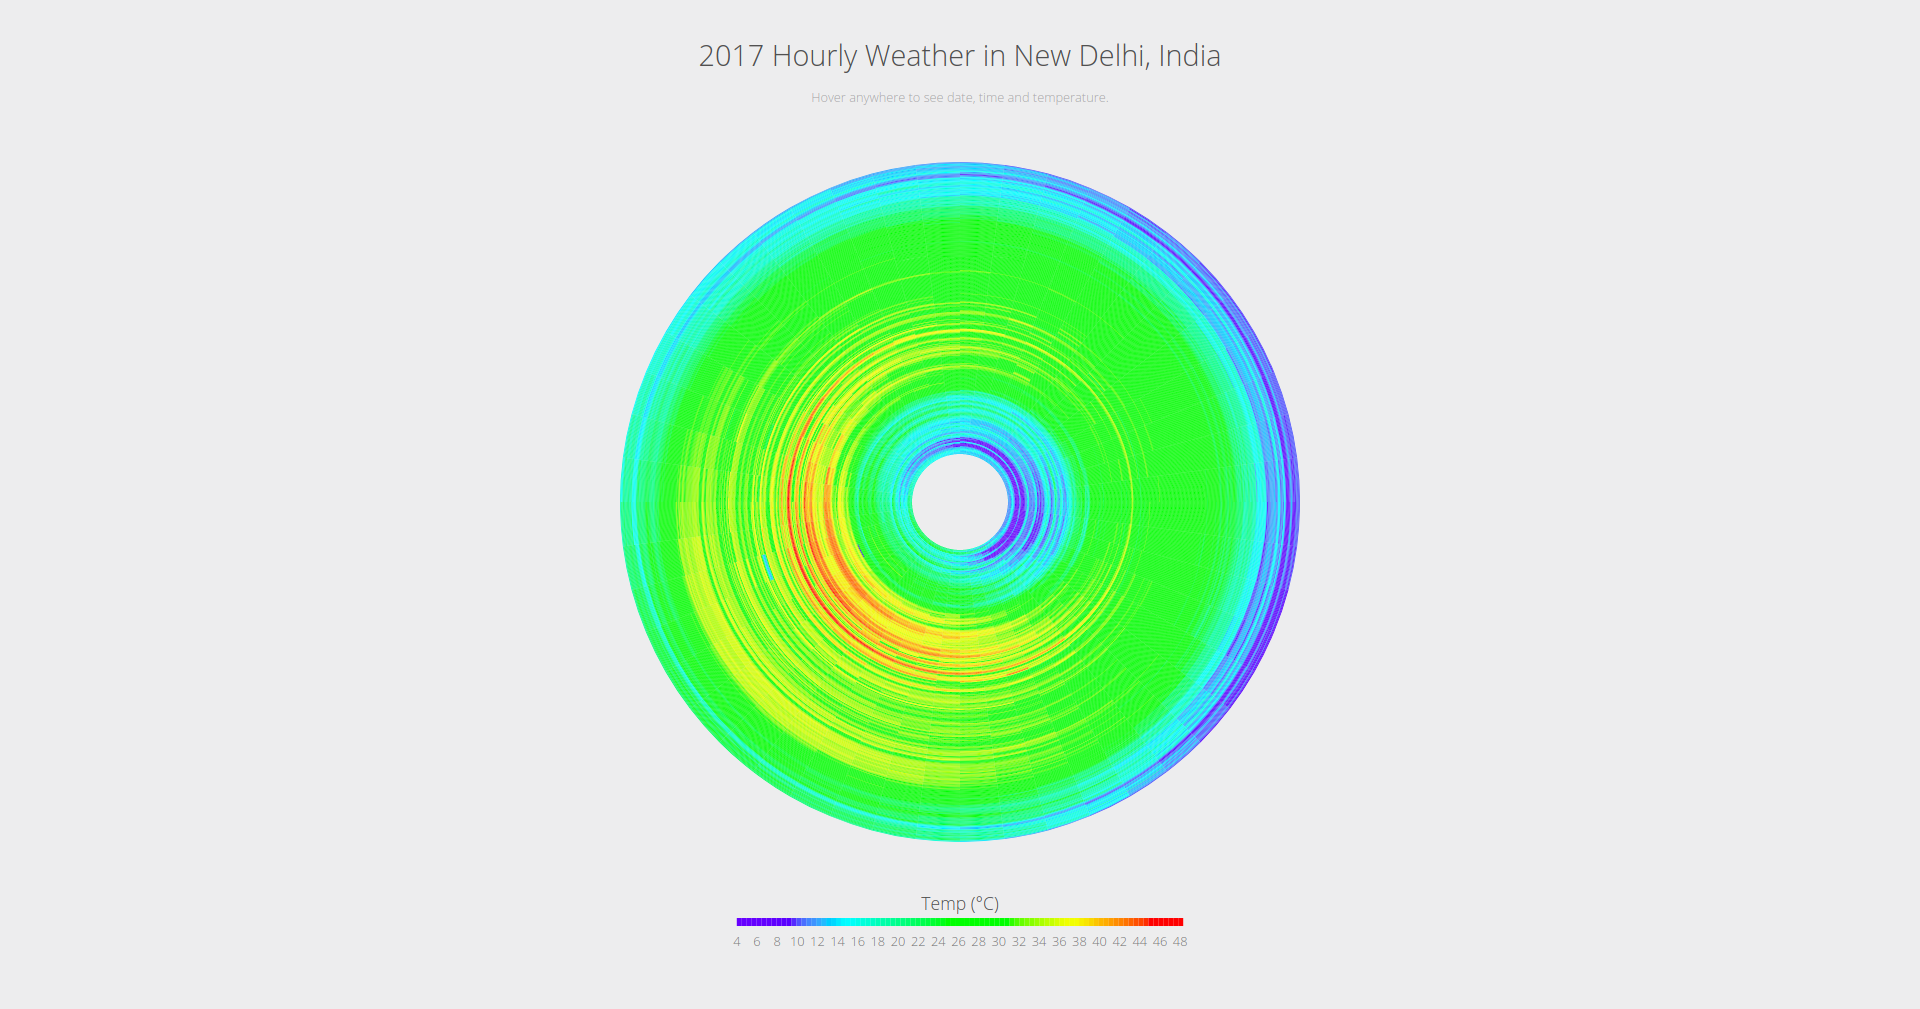 2017 Hourly Weather in New Delhi, India
Hover anywhere to see date, time and temperature.
Temp (°C)
4 6 8 10 12 14 16 18 20 22 24 26 28 30 32 34 36 38 40 42 44 46 48